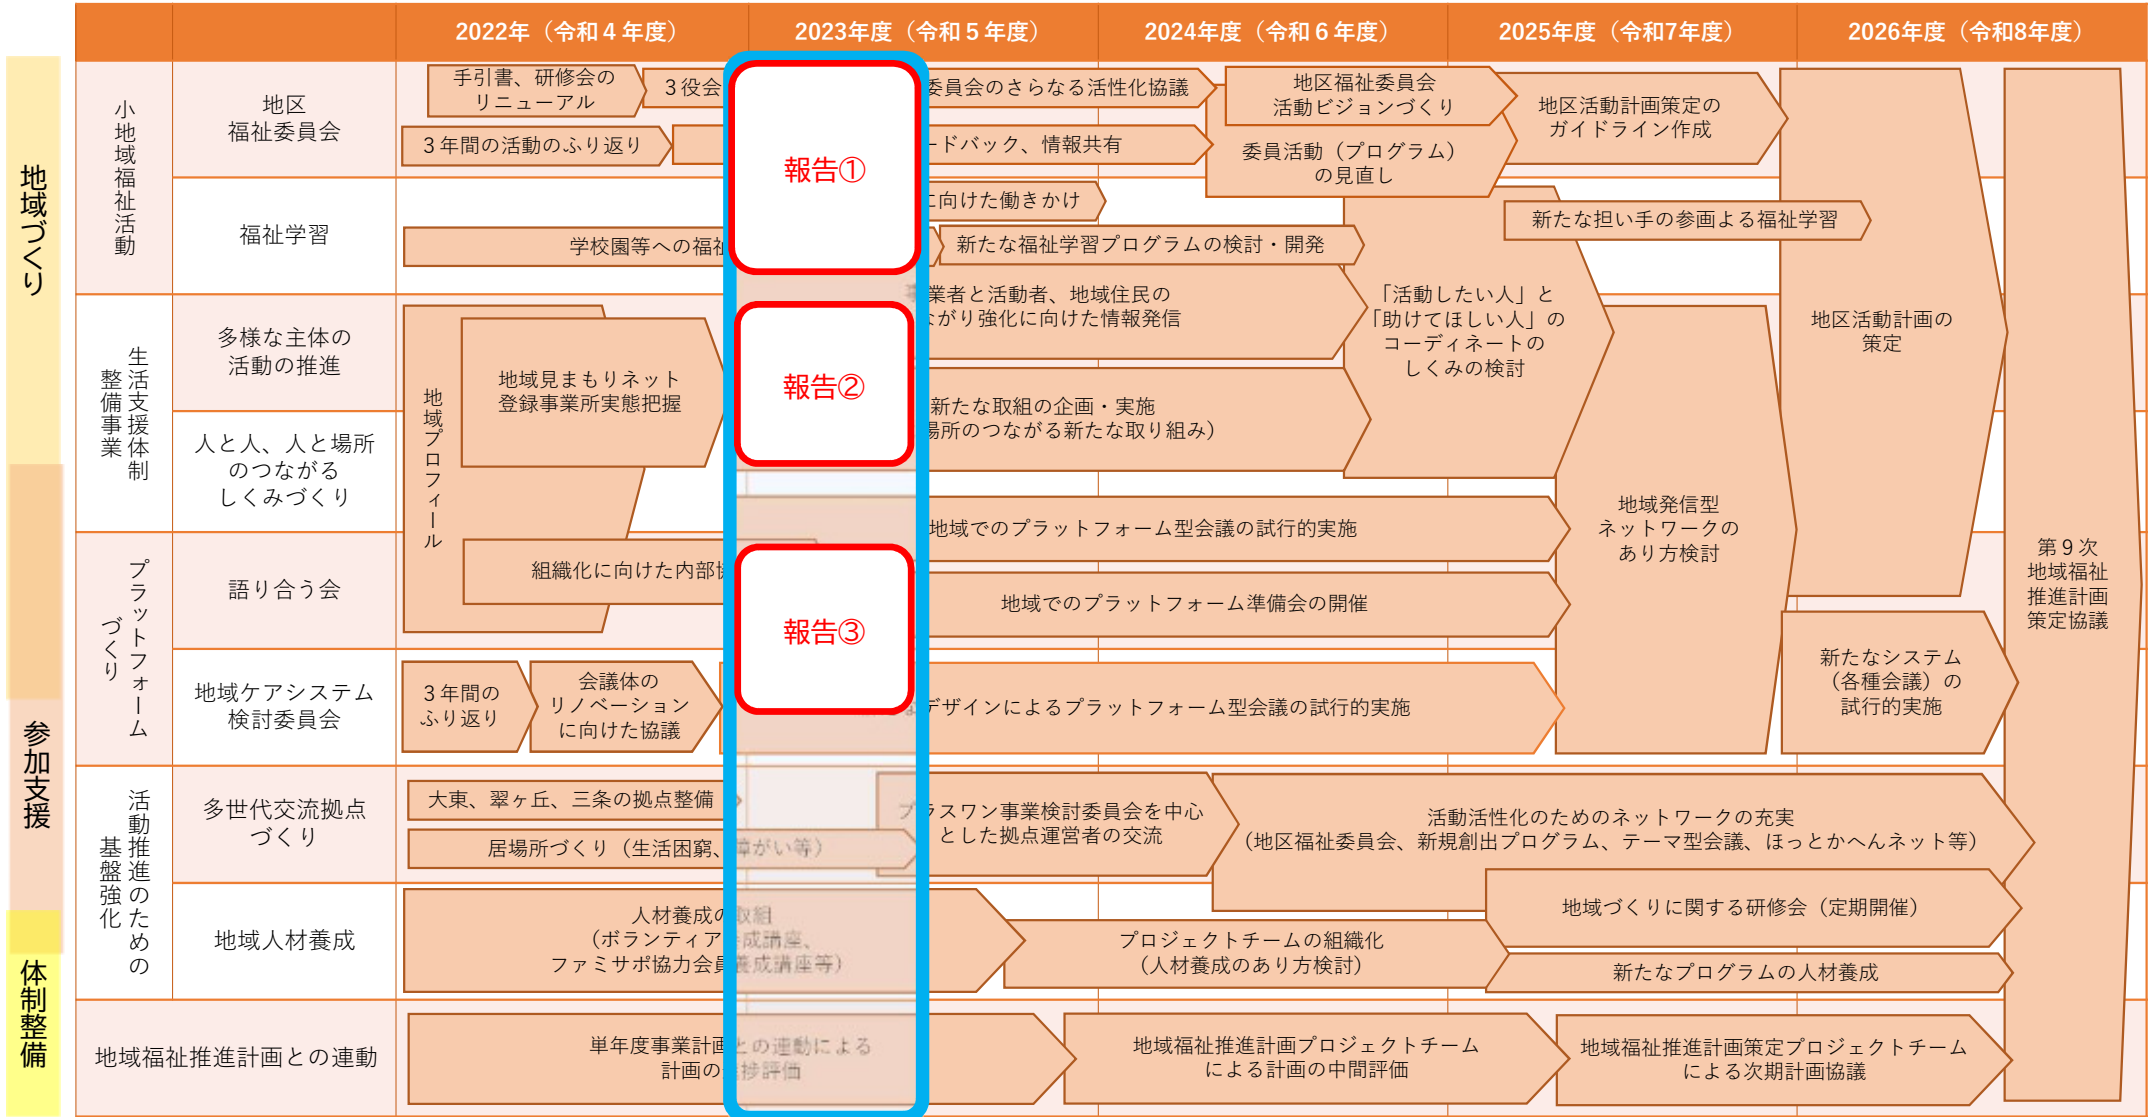 2022年（令和４年度）
2023年度（令和５年度）
2024年度（令和６年度）
2025年度（令和7年度）
2026年度（令和8年度）
地域づくり
参加支援
体制整備
小地域福祉活動
地区
福祉委員会
手引書、研修会の
リニューアル
３役会
委員会のさらなる活性化協議
地区福祉委員会
活動ビジョンづくり
地区活動計画策定の
ガイドライン作成
３年間の活動のふり返り
ードバック、情報共有
委員活動（プログラム）
の見直し
報告①
福祉学習
に向けた働きかけ
新たな担い手の参画よる福祉学習
学校園等への福祉
新たな福祉学習プログラムの検討・開発
生活支援体制
整備事業
多様な主体の
活動の推進
地域プロフィール
地域見まもりネット
登録事業所実態把握
業者と活動者、地域住民の
ながり強化に向けた情報発信
「活動したい人」と
「助けてほしい人」の
コーディネートの
しくみの検討
地区活動計画の
策定
報告②
人と人、人と場所
のつながる
しくみづくり
新たな取組の企画・実施
場所のつながる新たな取り組み）
地域発信型
ネットワークの
あり方検討
プラットフォーム
づくり
語り合う会
組織化に向けた内部協
地域でのプラットフォーム型会議の試行的実施
地域でのプラットフォーム準備会の開催
報告③
第９次
地域福祉
推進計画
策定協議
地域ケアシステム
検討委員会
３年間の
ふり返り
会議体の
リノベーション
に向けた協議
デザインによるプラットフォーム型会議の試行的実施
新たなシステム
（各種会議）の
試行的実施
活動推進のための
基盤強化
多世代交流拠点
づくり
大東、翠ヶ丘、三条の拠点整備
居場所づくり（生活困窮、障がい等）
プラスワン事業検討委員会を中心
とした拠点運営者の交流
活動活性化のためのネットワークの充実
（地区福祉委員会、新規創出プログラム、テーマ型会議、ほっとかへんネット等）
地域人材養成
人材養成の取組
（ボランティア養成講座、
ファミサポ協力会員養成講座等）
プロジェクトチームの組織化
（人材養成のあり方検討）
地域づくりに関する研修会（定期開催）
新たなプログラムの人材養成
地域福祉推進計画との連動
単年度事業計画との連動による
計画の進捗評価
地域福祉推進計画プロジェクトチーム
による計画の中間評価
地域福祉推進計画策定プロジェクトチーム
による次期計画協議